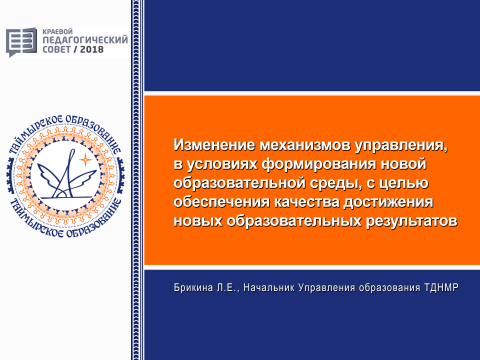 КРАЕВОЙ
ПЕДАГОГИЧЕСКИЙ
СОВЕТ / 2018
ТАЙМЫРСКОЕ ОБРАЗОВАНИЕ
ТАЙМЫРСКОЕ ОБРАЗОВАНИЕ
Изменение механизмов управления,
в условиях формирования новой
образовательной среды, с целью
обеспечения качества достижения
новых образовательных результатов
Брикина Л.Е., Начальник Управления образования ТДНМР